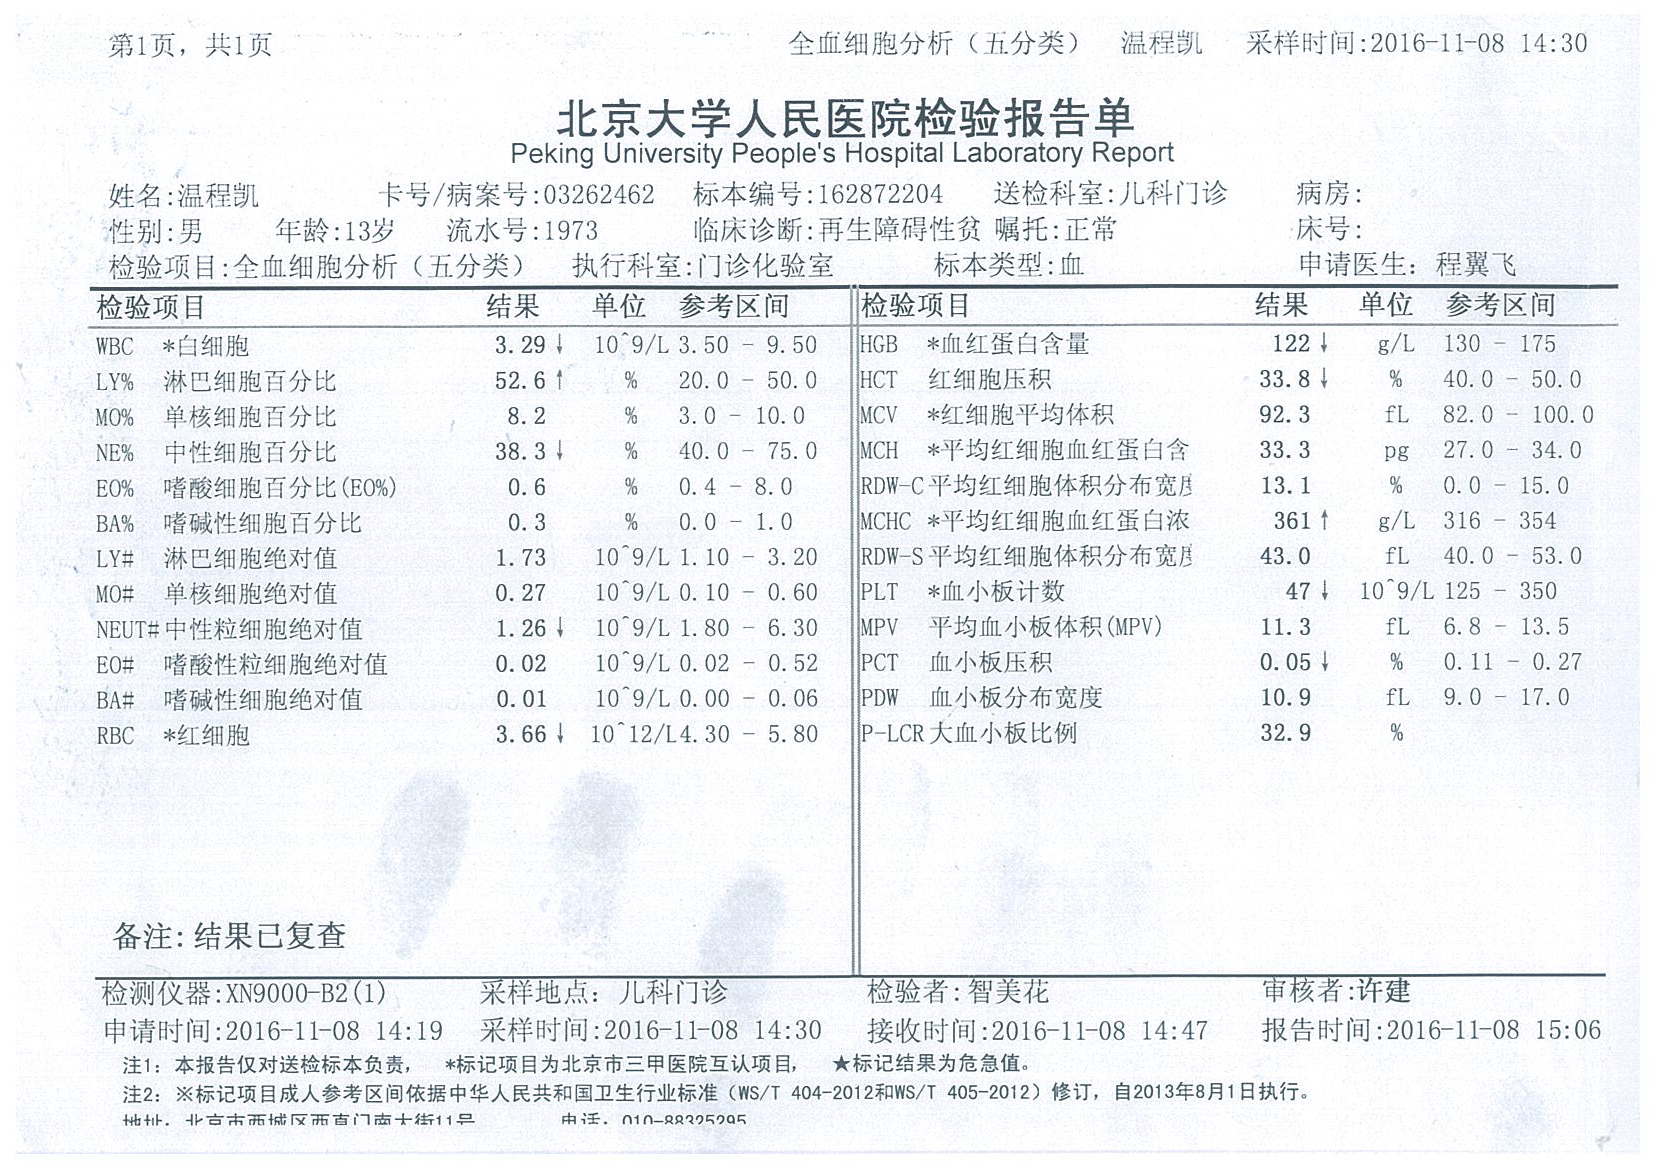 第1页，共1页 全血细胞分析（五分类） 温程凯 采样时间:2016-11-08 14:30
北京大学人民医院检验报告单
Peking University People's Hospital Laboratory Report
姓名:温程凯 卡号/病案号:03262462 标本编号:162872204 送检科室:儿科门诊 病房:
性别:男 年龄:13岁 流水号:1973 临床诊断:再生障碍性贫 嘱托:正常 床号:
检验项目:全血细胞分析（五分类） 执行科室:门诊化验室 标本类型:血 申请医生: 程翼飞
检验项目 结果 单位 参考区间 检验项目 结果 单位 参考区间
WBC *白细胞 3.29↓ 10^9/L 3.50 - 9.50 HGB *血红蛋白含量 122↓ g/L 130 - 175
LY% 淋巴细胞百分比 52.6↑ % 20.0 - 50.0 HCT 红细胞压积 33.8↓ % 40.0 - 50.0
MO% 单核细胞百分比 8.2 % 3.0 - 10.0 MCV *红细胞平均体积 92.3 fL 82.0 - 100.0
NE% 中性细胞百分比 38.3↓ % 40.0 - 75.0 MCH *平均红细胞血红蛋白含 33.3 pg 27.0 - 34.0
EO% 嗜酸细胞百分比(EO%) 0.6 % 0.4 - 8.0 RDW-C 平均红细胞体积分布宽度 13.1 % 0.0 - 15.0
BA% 嗜碱性细胞百分比 0.3 % 0.0 - 1.0 MCHC *平均红细胞血红蛋白浓 361↑ g/L 316 - 354
LY# 淋巴细胞绝对值 1.73 10^9/L 1.10 - 3.20 RDW-S 平均红细胞体积分布宽度 43.0 fL 40.0 - 53.0
MO# 单核细胞绝对值 0.27 10^9/L 0.10 - 0.60 PLT *血小板计数 47↓ 10^9/L 125 - 350
NEUT# 中性粒细胞绝对值 1.26↓ 10^9/L 1.80 - 6.30 MPV 平均血小板体积(MPV) 11.3 fL 6.8 - 13.5
EO# 嗜酸性粒细胞绝对值 0.02 10^9/L 0.02 - 0.52 PCT 血小板压积 0.05↓ % 0.11 - 0.27
BA# 嗜碱性细胞绝对值 0.01 10^9/L 0.00 - 0.06 PDW 血小板分布宽度 10.9 fL 9.0 - 17.0
RBC *红细胞 3.66↓ 10^12/L 4.30 - 5.80 P-LCR 大血小板比例 32.9 %
备注: 结果已复查
检测仪器:XN9000-B2(1) 采样地点: 儿科门诊 检验者: 智美花 审核者:许建
申请时间:2016-11-08 14:19 采样时间:2016-11-08 14:30 接收时间:2016-11-08 14:47 报告时间:2016-11-08 15:06
注1: 本报告仅对送检标本负责, *标记项目为北京市三甲医院互认项目, ★标记结果为危急值。
注2: ※标记项目成人参考区间依据中华人民共和国卫生行业标准（WS/T 404-2012和WS/T 405-2012）修订，自2013年8月1日执行。
地址: 北京市西城区西直门南大街11号 电话: 010-88325295